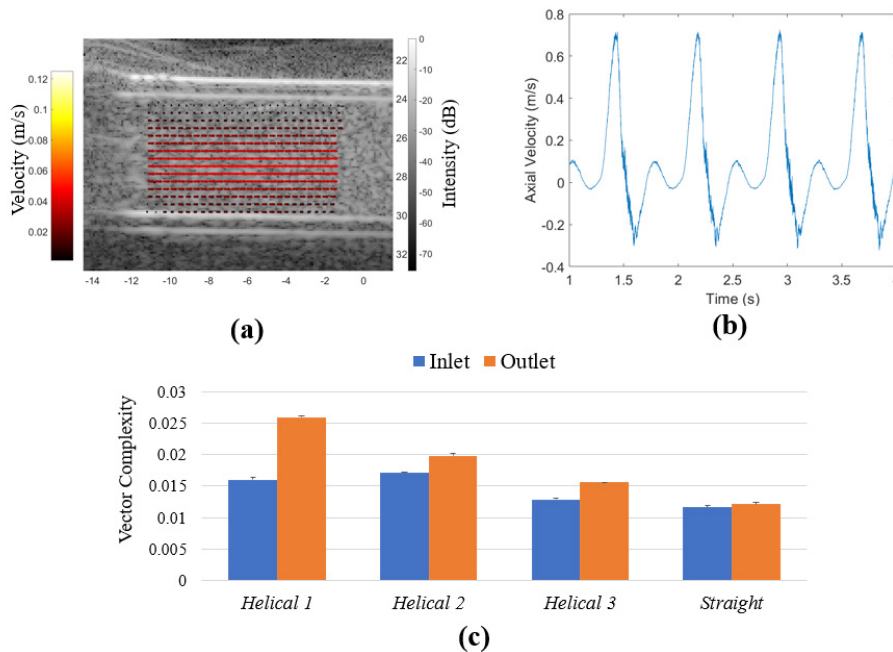 0.12
0.10
0.08
0.06
0.04
0.02
Velocity (m/s)
0
22
24
26
28
30
32
-10
-20
-30
-40
-50
-60
-70
Intensity (dB)
-14 -12 -10 -8 -6 -4 -2 0
(a)
0.8
0.6
0.4
0.2
0
-0.2
-0.4
Axial Velocity (m/s)
1 1.5 2 2.5 3 3.5 4
Time (s)
(b)
Inlet Outlet
0.03
0.025
0.02
0.015
0.01
0.005
0
Vector Complexity
Helical 1 Helical 2 Helical 3 Straight
(c)